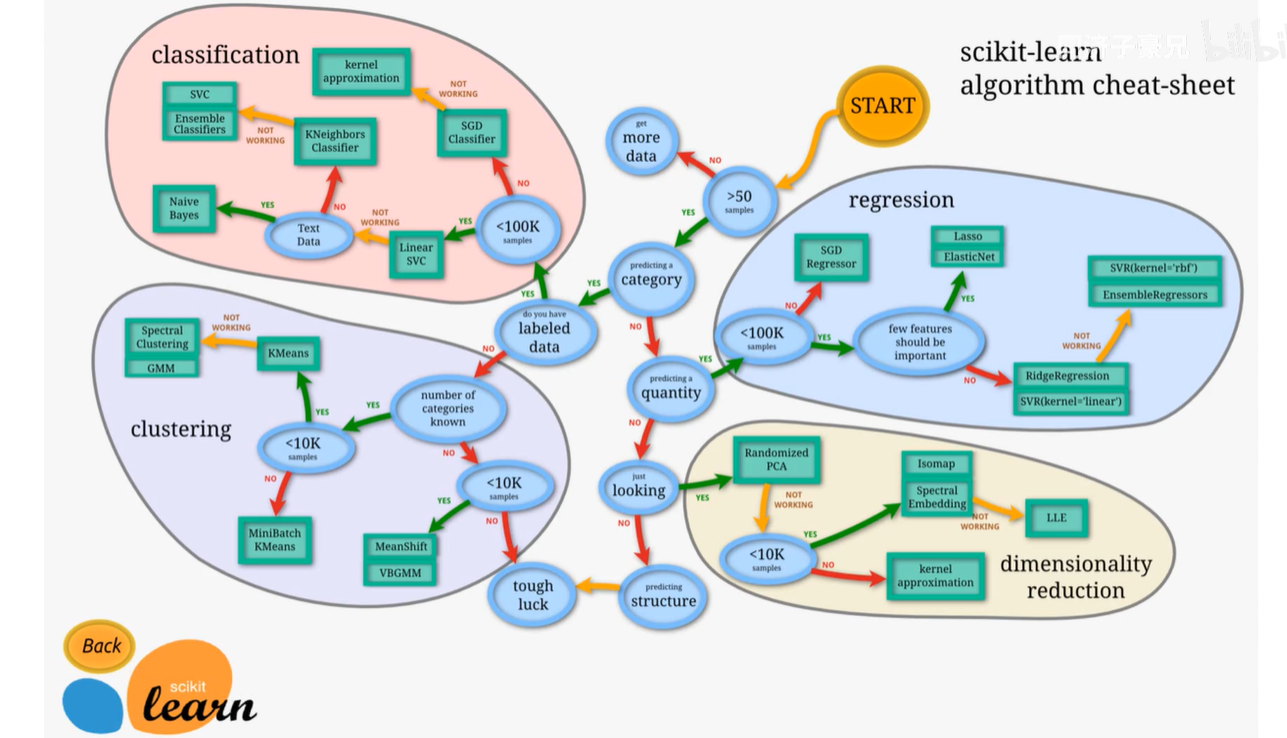 scikit-learn
algorithm cheat-sheet
bilibili
START
classification
kernel
approximation
NOT
WORKING
SVC
Ensemble
Classifiers
NOT
WORKING
KNeighbors
Classifier
SGD
Classifier
NO
Naive
Bayes
YES
Text
Data
NO
NOT
WORKING
Linear
SVC
YES
<100K
samples
YES
get
more
data
NO
>50
samples
YES
predicting a
category
YES
NO
do you have
labeled
data
NO
predicting a
quantity
YES
NO
just
looking
YES
NO
predicting
structure
tough
luck
regression
SGD
Regressor
NO
<100K
samples
YES
Lasso
ElasticNet
YES
few features
should be
important
NO
SVR(kernel='rbf')
EnsembleRegressors
NOT
WORKING
RidgeRegression
SVR(kernel='linear')
clustering
Spectral
Clustering
GMM
NOT
WORKING
KMeans
YES
<10K
samples
NO
MiniBatch
KMeans
YES
number of
categories
known
NO
<10K
samples
YES
NO
MeanShift
VBGMM
Randomized
PCA
NOT
WORKING
<10K
samples
YES
NO
Isomap
Spectral
Embedding
NOT
WORKING
LLE
kernel
approximation
dimensionality
reduction
Back
scikit
learn